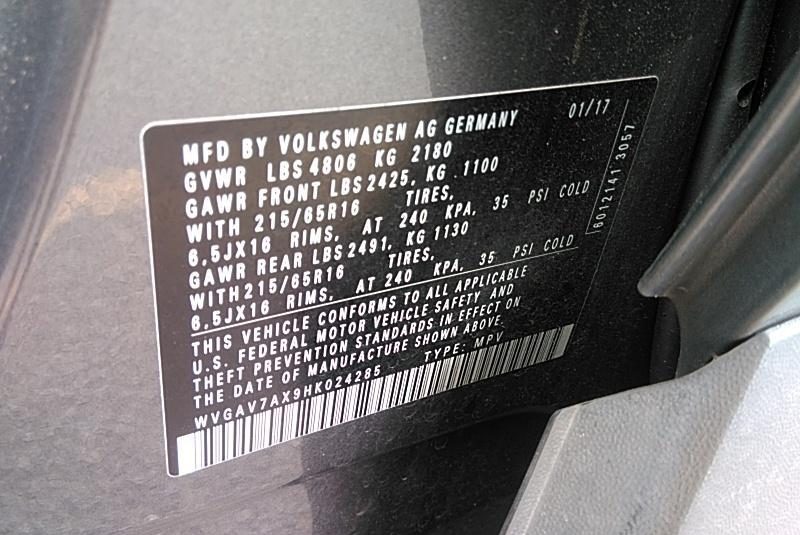 MFD BY VOLKSWAGEN AG GERMANY 01/17
GVWR LBS 4806 KG 2180
GAWR FRONT LBS 2425, KG 1100
WITH 215/65R16 TIRES,
6.5JX16 RIMS, AT 240 KPA, 35 PSI COLD
GAWR REAR LBS 2491, KG 1130
WITH 215/65R16 TIRES,
6.5JX16 RIMS, AT 240 KPA, 35 PSI COLD
THIS VEHICLE CONFORMS TO ALL APPLICABLE
U.S. FEDERAL MOTOR VEHICLE SAFETY AND
THEFT PREVENTION STANDARDS IN EFFECT ON
THE DATE OF MANUFACTURE SHOWN ABOVE.
WVGAV7AX9HK024285 TYPE: MPV
60121413057